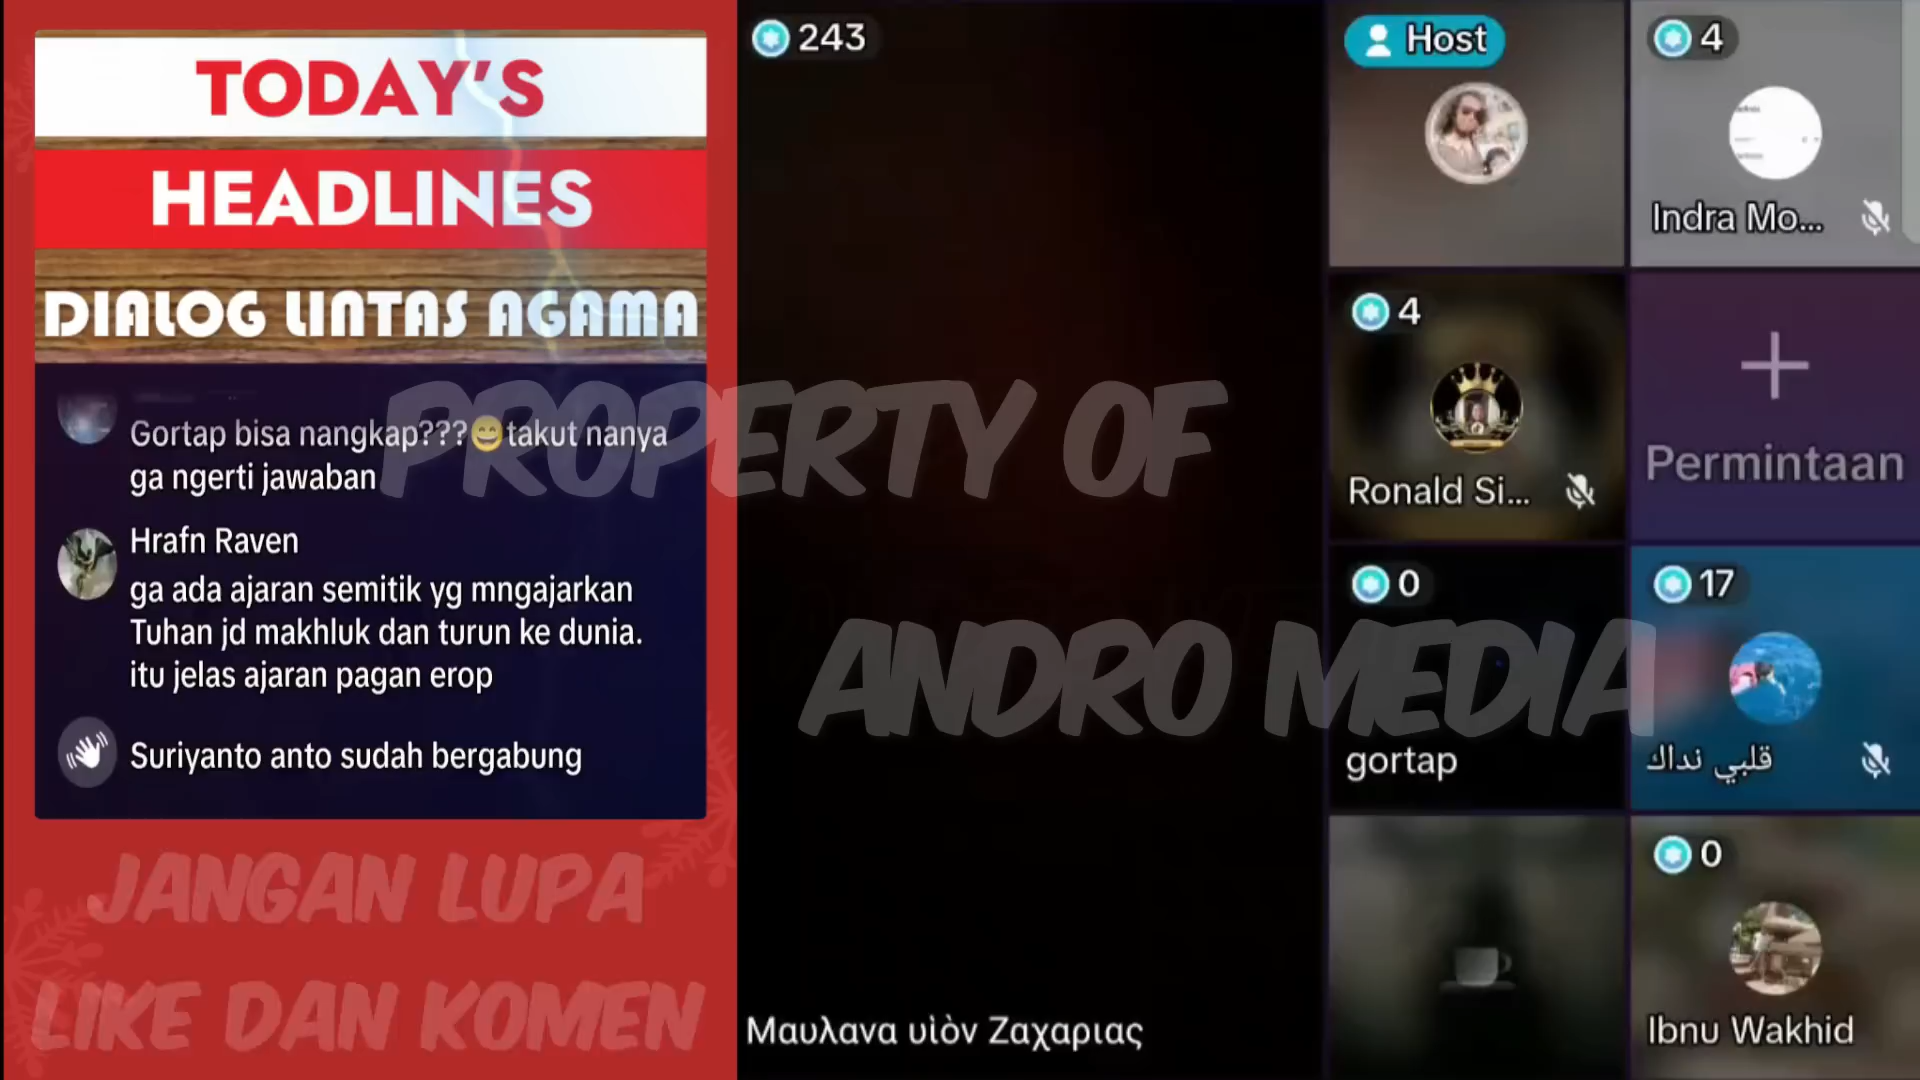 TODAY'S
HEADLINES
DIALOG LINTAS AGAMA
Gortap bisa nangkap???😄takut nanya
ga ngerti jawaban
Hrafn Raven
ga ada ajaran semitik yg mngajarkan
Tuhan jd makhluk dan turun ke dunia.
itu jelas ajaran pagan erop
Suriyanto anto sudah bergabung
JANGAN LUPA
LIKE DAN KOMEN
PROPERTY OF
ANDRO MEDIA
243
Μαυλανα υἱὸν Ζαχαριας
Host
4
Indra Mo...
4
Ronald Si...
Permintaan
0
gortap
17
قلبي نداك
0
Ibnu Wakhid